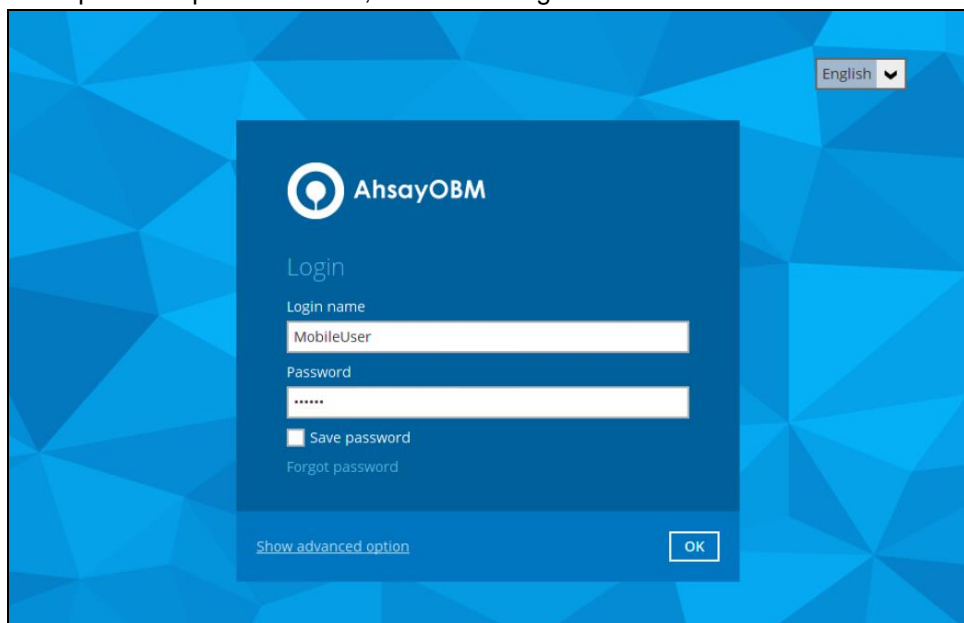 English
AhsayOBM
Login
Login name
MobileUser
Password
••••••
Save password
Forgot password
Show advanced option
OK